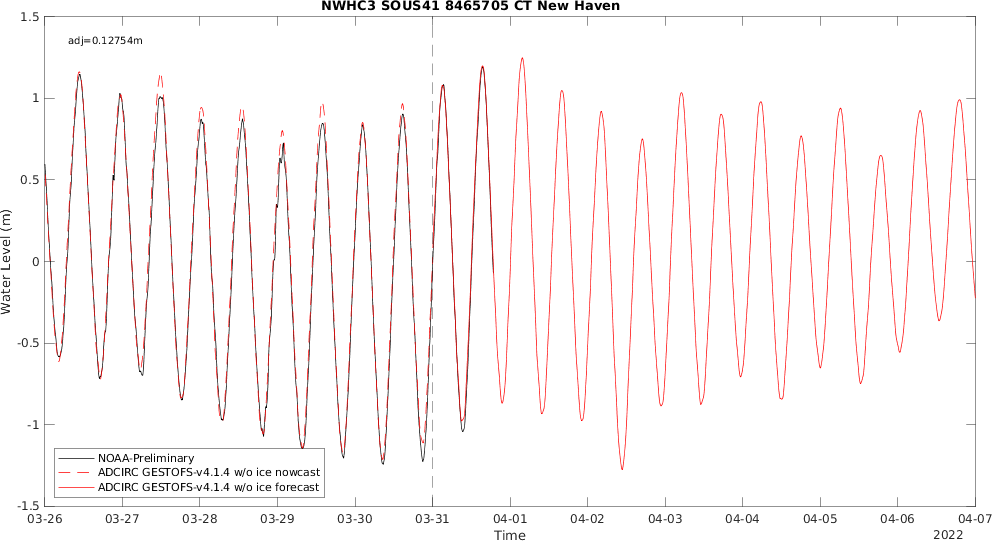 NWHC3 SOUS41 8465705 CT New Haven
adj=0.12754m
1.5
1
0.5
0
-0.5
-1
-1.5
Water Level (m)
NOAA-Preliminary
ADCIRC GESTOFS-v4.1.4 w/o ice nowcast
ADCIRC GESTOFS-v4.1.4 w/o ice forecast
03-26 03-27 03-28 03-29 03-30 03-31 04-01 04-02 04-03 04-04 04-05 04-06 04-07
Time
2022